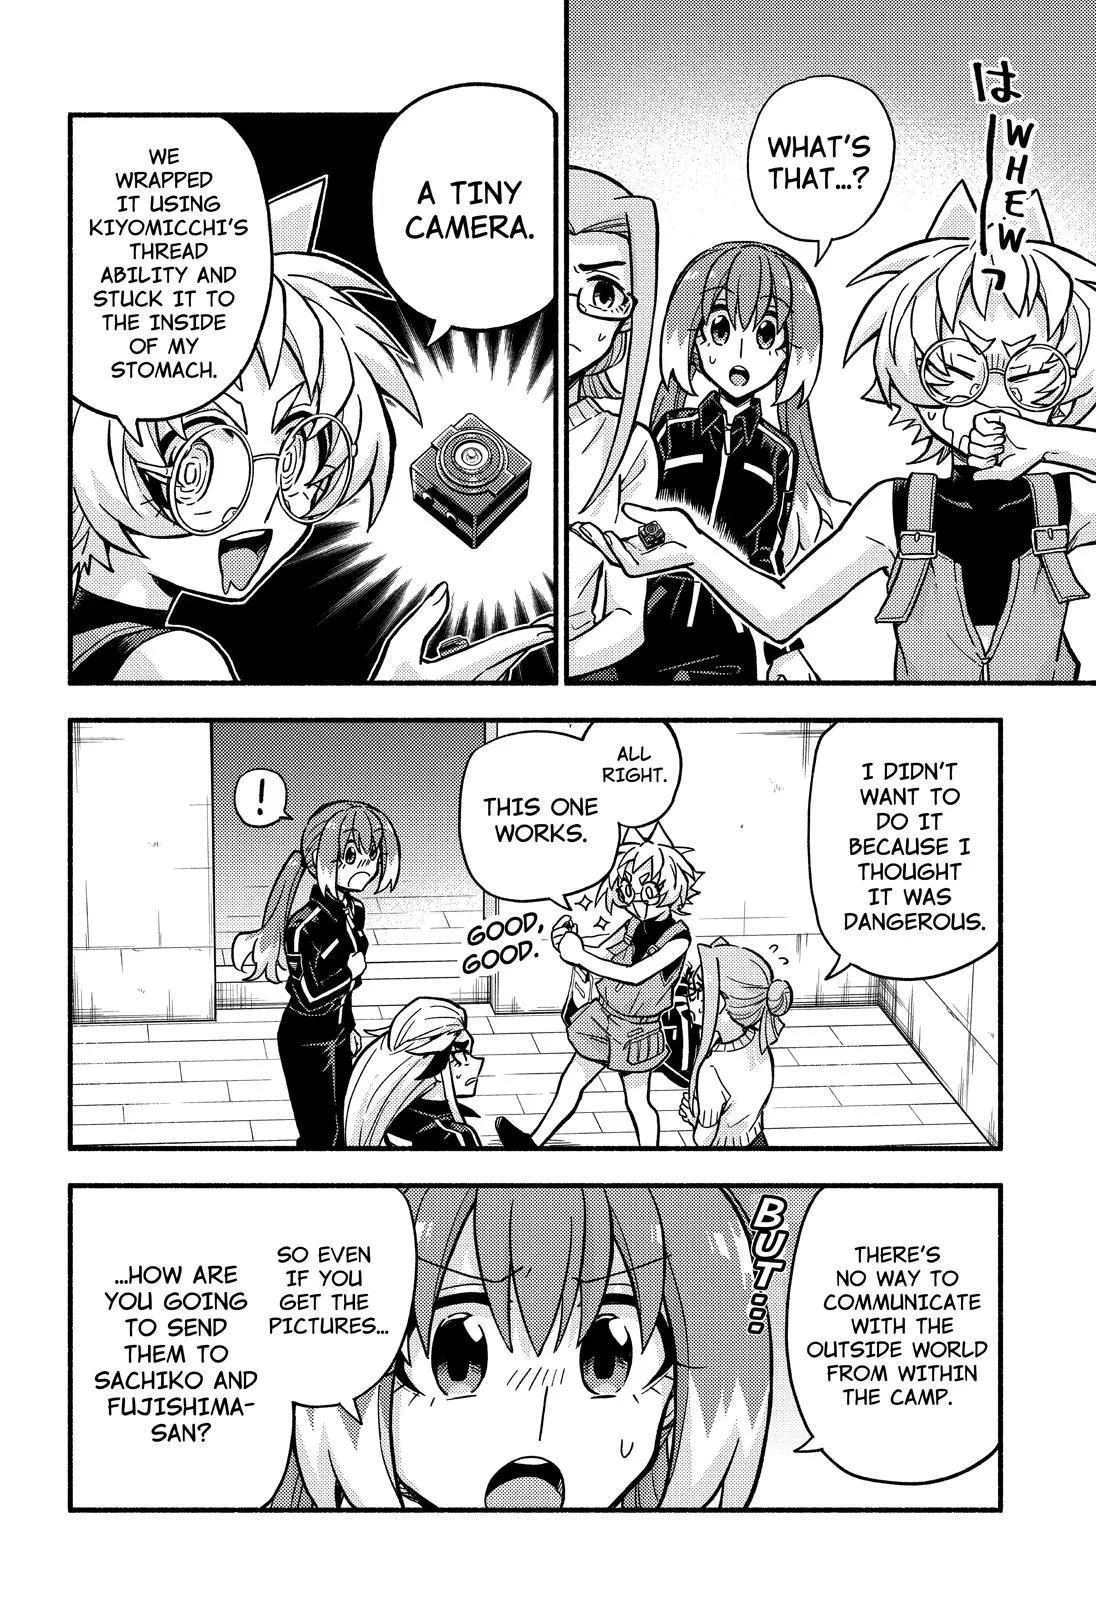 はーっ
WHEW
WHAT'S
THAT...?
A TINY
CAMERA.
WE
WRAPPED
IT USING
KIYOMICCHI'S
THREAD
ABILITY AND
STUCK IT TO
THE INSIDE
OF MY
STOMACH.
I DIDN'T
WANT TO
DO IT
BECAUSE I
THOUGHT
IT WAS
DANGEROUS.
ALL
RIGHT.
THIS ONE
WORKS.
GOOD,
GOOD.
!
THERE'S
NO WAY TO
COMMUNICATE
WITH THE
OUTSIDE WORLD
FROM WITHIN
THE CAMP.
BUT...
SO EVEN
IF YOU
GET THE
PICTURES...
...HOW ARE
YOU GOING
TO SEND
THEM TO
SACHIKO AND
FUJISHIMA-
SAN?